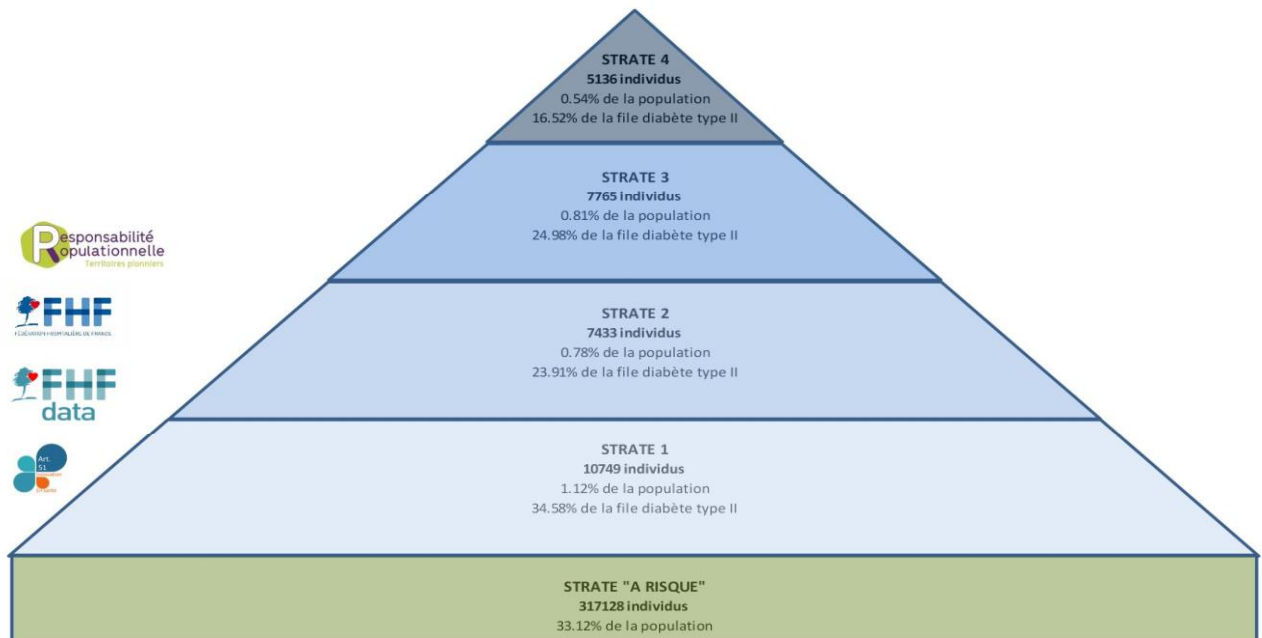 STRATE 4
5136 individus
0.54% de la population
16.52% de la file diabète type II
STRATE 3
7765 individus
0.81% de la population
24.98% de la file diabète type II
Responsabilité
Populationnelle
Territoires pionniers
FHF
FÉDÉRATION HOSPITALIÈRE DE FRANCE
STRATE 2
7433 individus
0.78% de la population
23.91% de la file diabète type II
FHF
data
STRATE 1
10749 individus
1.12% de la population
34.58% de la file diabète type II
Art.
51
STRATE "A RISQUE"
317128 individus
33.12% de la population